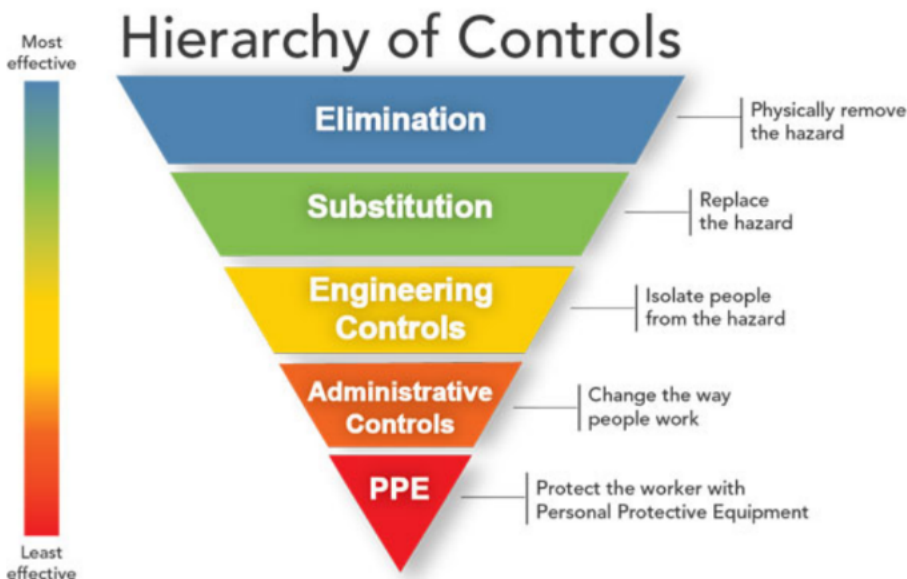 Hierarchy of Controls
Most
effective
Elimination
Physically remove
the hazard
Substitution
Replace
the hazard
Engineering
Controls
Isolate people
from the hazard
Administrative
Controls
Change the way
people work
PPE
Protect the worker with
Personal Protective Equipment
Least
effective